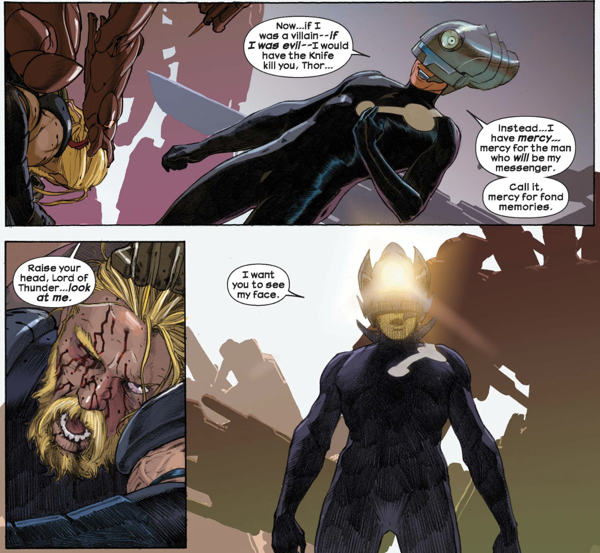 Now...if I
was a villain--if
I was evil--I would
have the Knife
kill you, Thor...
Instead...I
have mercy...
mercy for the man
who will be my
messenger.
Call it,
mercy for fond
memories.
Raise your
head, Lord of
Thunder...look
at me.
I want
you to see
my face.